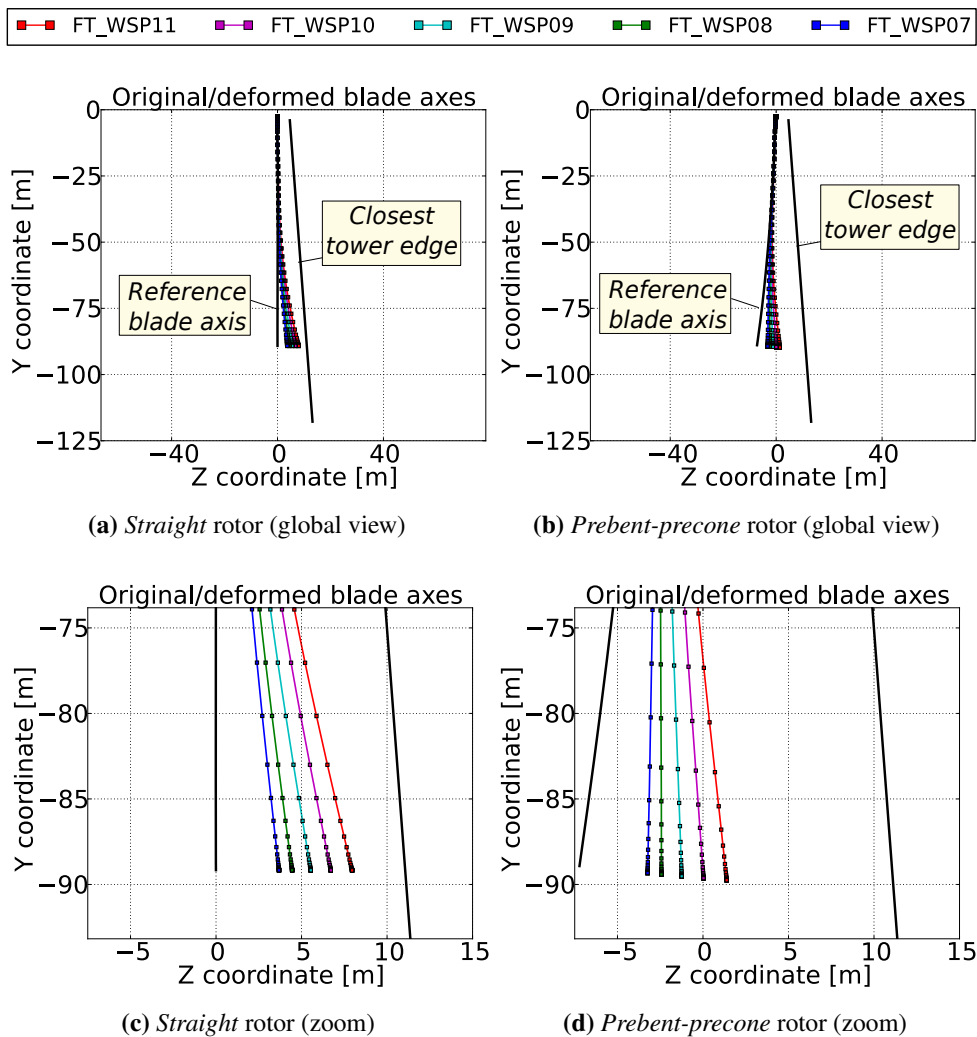 FT_WSP11 FT_WSP10 FT_WSP09 FT_WSP08 FT_WSP07
Original/deformed blade axes
0
−25
−50
−75
−100
−125
Y coordinate [m]
Closest
tower edge
Reference
blade axis
−40 0 40
Z coordinate [m]
(a) Straight rotor (global view)
Original/deformed blade axes
0
−25
−50
−75
−100
−125
Y coordinate [m]
Closest
tower edge
Reference
blade axis
−40 0 40
Z coordinate [m]
(b) Prebent-precone rotor (global view)
Original/deformed blade axes
−75
−80
−85
−90
Y coordinate [m]
−5 0 5 10 15
Z coordinate [m]
(c) Straight rotor (zoom)
Original/deformed blade axes
−75
−80
−85
−90
Y coordinate [m]
−5 0 5 10 15
Z coordinate [m]
(d) Prebent-precone rotor (zoom)